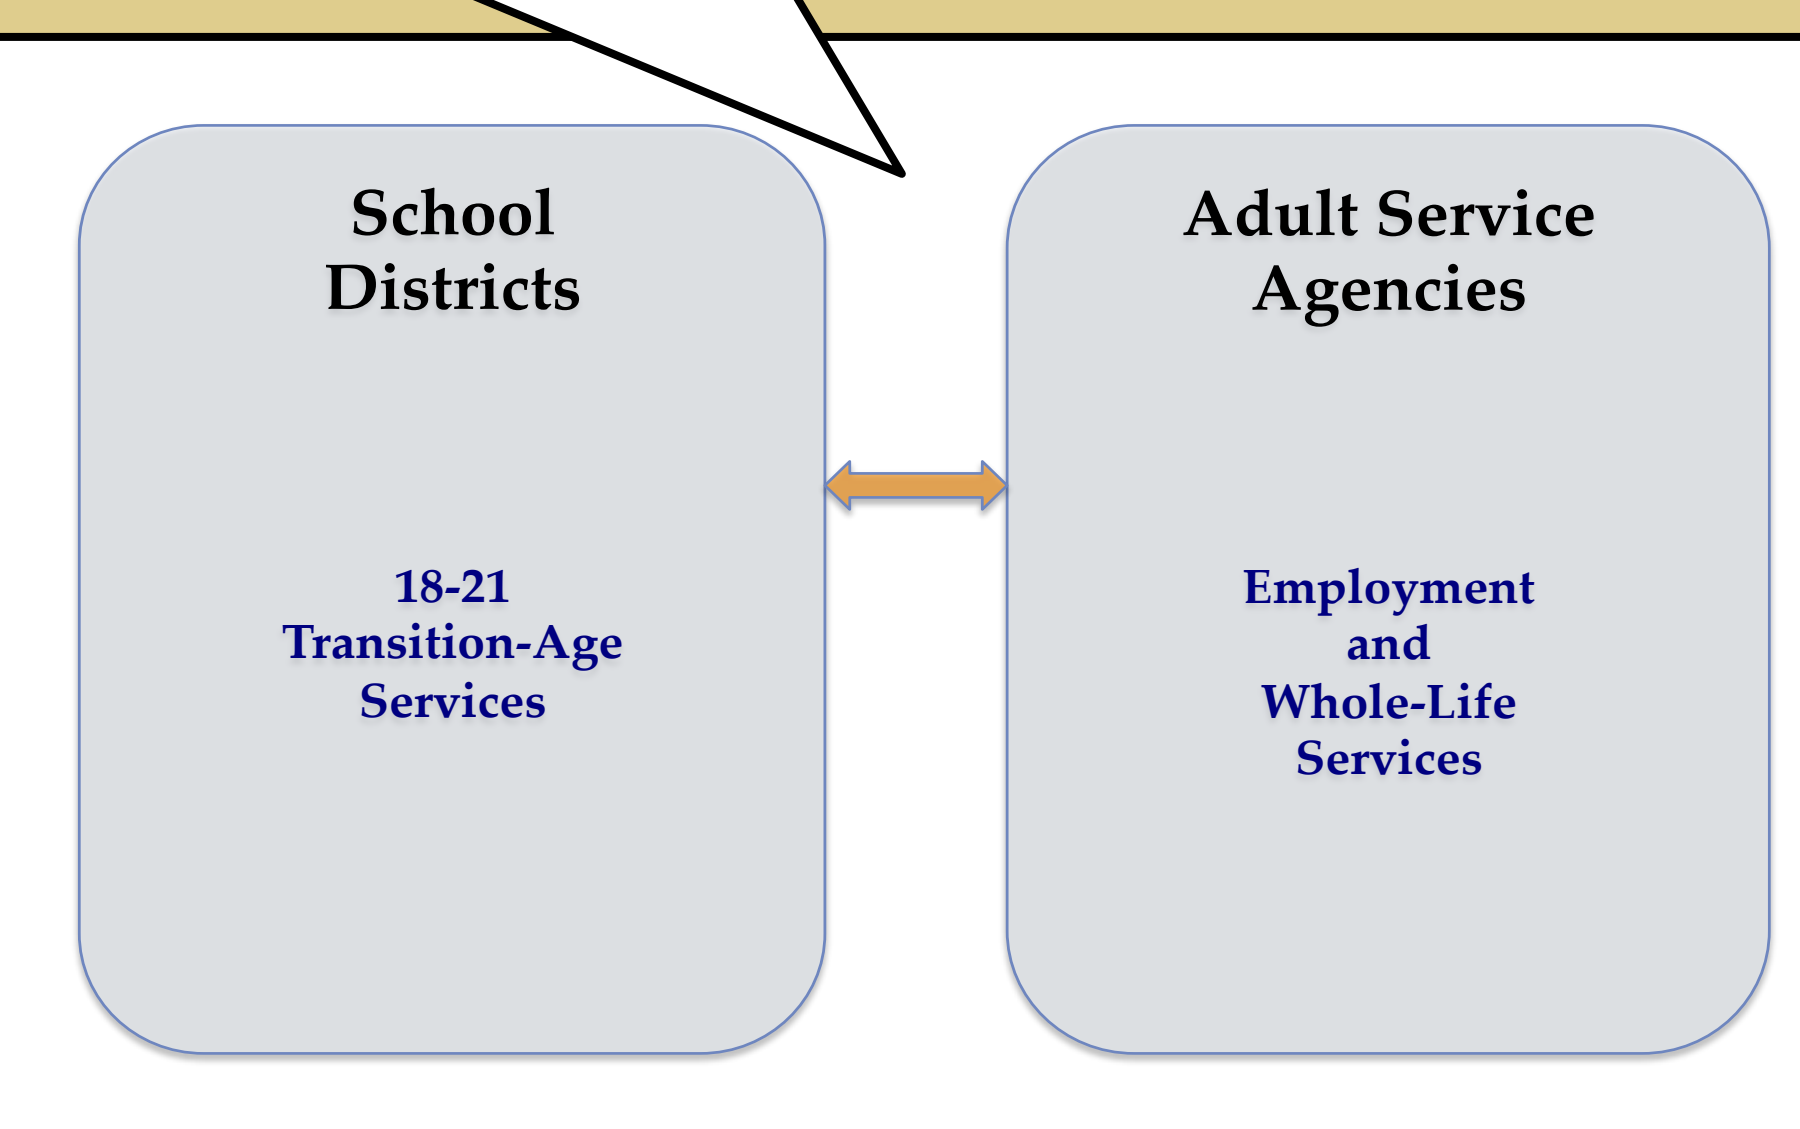 School
Districts
18-21
Transition-Age
Services
Adult Service
Agencies
Employment
and
Whole-Life
Services